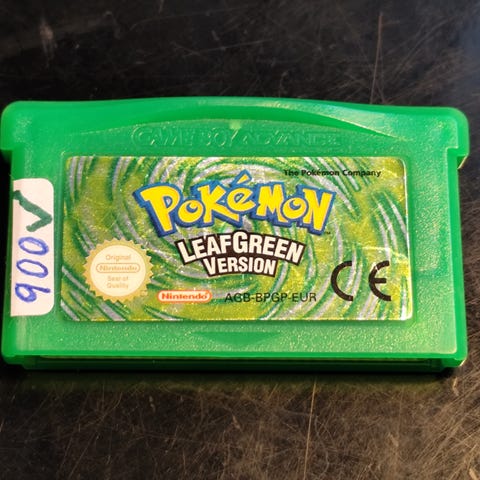 GAME BOY ADVANCE
The Pokémon Company
POKéMON
TM
LEAFGREEN
VERSION
Original
Nintendo
Seal of
Quality
Nintendo
AGB-BPGP-EUR
CE
900